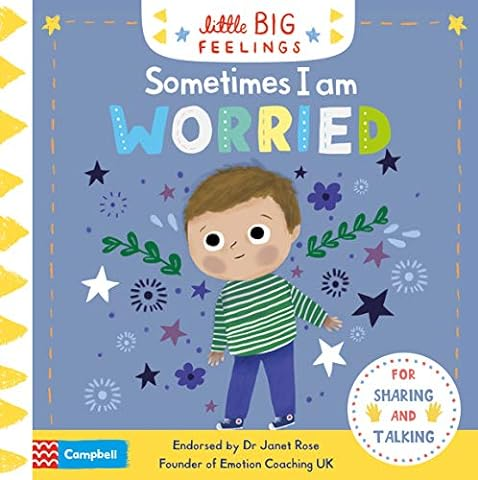 little BIG
FEELINGS
Sometimes I am
WORRIED
FOR
SHARING
AND
TALKING
Endorsed by Dr Janet Rose
Founder of Emotion Coaching UK
Campbell